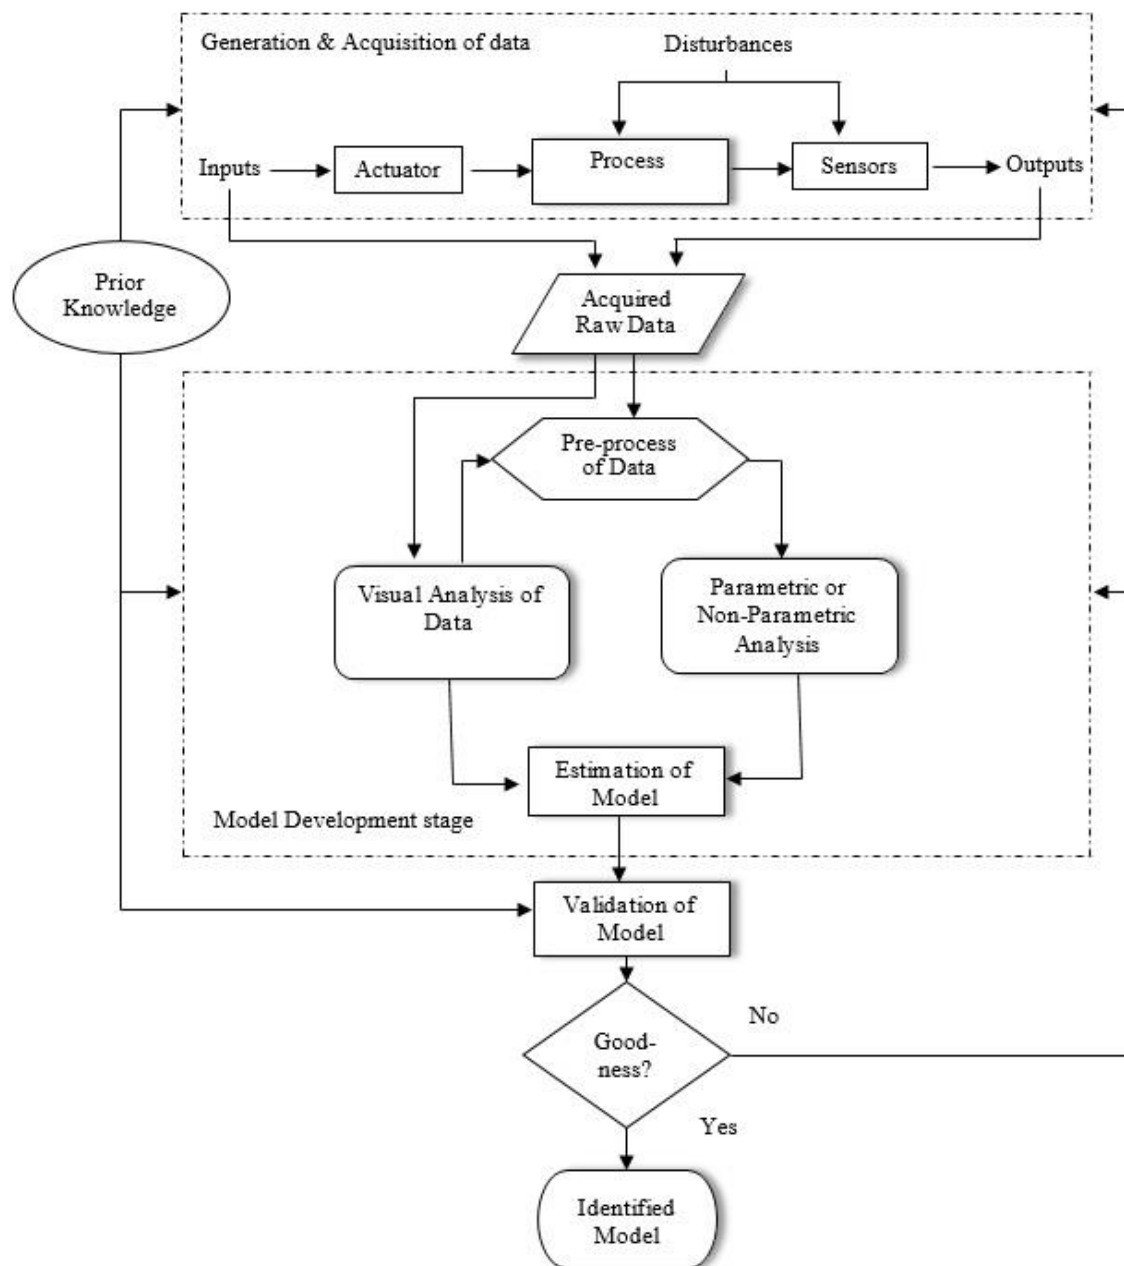 Generation & Acquisition of data
Disturbances
Inputs
Actuator
Process
Sensors
Outputs
Prior
Knowledge
Acquired
Raw Data
Pre-process
of Data
Visual Analysis of
Data
Parametric or
Non-Parametric
Analysis
Estimation of
Model
Model Development stage
Validation of
Model
Good-
ness?
No
Yes
Identified
Model